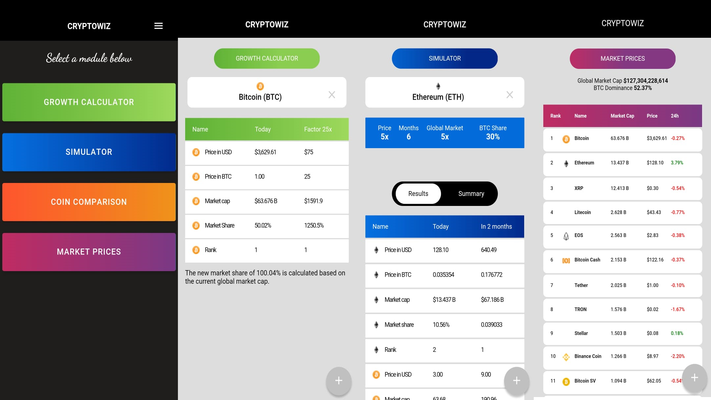 CRYPTOWIZ
Select a module below
GROWTH CALCULATOR
SIMULATOR
COIN COMPARISON
MARKET PRICES
CRYPTOWIZ
GROWTH CALCULATOR
Bitcoin (BTC)
Name Today Factor 25x
Price in USD $3,629.61 $75
Price in BTC 1.00 25
Market cap $63.676 B $1591.9
Market Share 50.02% 1250.5%
Rank 1 1
The new market share of 100.04% is calculated based on
the current global market cap.
+
CRYPTOWIZ
SIMULATOR
Ethereum (ETH)
Price Months Global Market BTC Share
5x 6 5x 30%
Results Summary
Name Today In 2 months
Price in USD 128.10 640.49
Price in BTC 0.035354 0.176772
Market cap $13.437 B $67.186 B
Market share 10.56% 0.039033
Rank 2 1
Price in USD 3.00 9.00
Market cap 63.68 190.96
+
CRYPTOWIZ
MARKET PRICES
Global Market Cap $127,304,228,614
BTC Dominance 52.37%
Rank Name Market Cap Price 24h
1 Bitcoin 63.676 B $3,629.61 -0.27%
2 Ethereum 13.437 B $128.10 3.79%
3 XRP 12.413 B $0.30 -0.54%
4 Litecoin 2.628 B $43.43 -0.77%
5 EOS 2.563 B $2.83 -0.38%
6 Bitcoin Cash 2.153 B $122.16 -0.37%
7 Tether 2.025 B $1.00 -0.10%
8 TRON 1.576 B $0.02 -1.67%
9 Stellar 1.503 B $0.08 0.18%
10 Binance Coin 1.266 B $8.97 -2.20%
11 Bitcoin SV 1.094 B $62.05 -0.54%
+